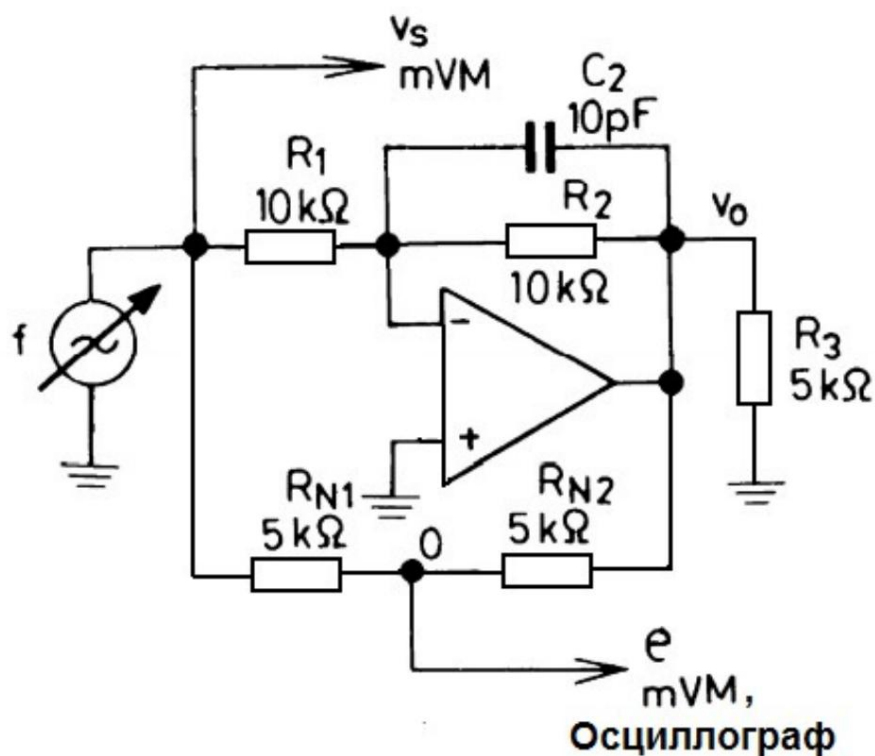 vs
mVM
C2
10pF
R1
10kΩ
R2
10kΩ
vo
f
-
+
R3
5kΩ
RN1
5kΩ
0
RN2
5kΩ
e
mVM,
Осциллограф